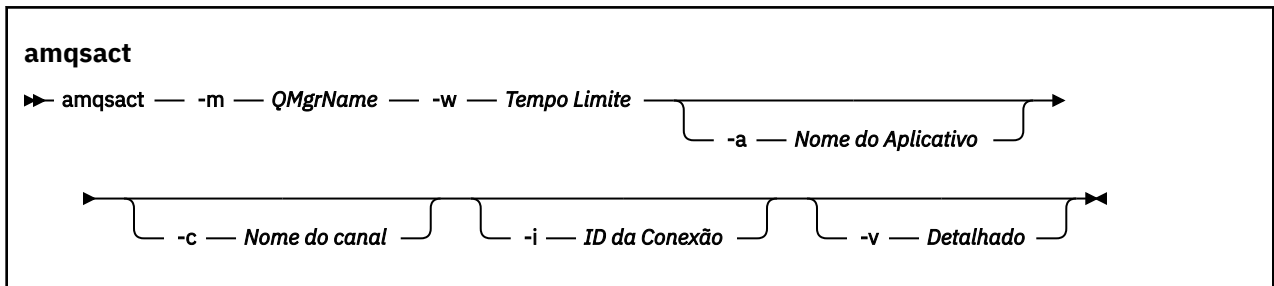 amqsact
amqsact -m QMgrName -w Tempo Limite
-a Nome do Aplicativo
-c Nome do canal -i ID da Conexão -v Detalhado